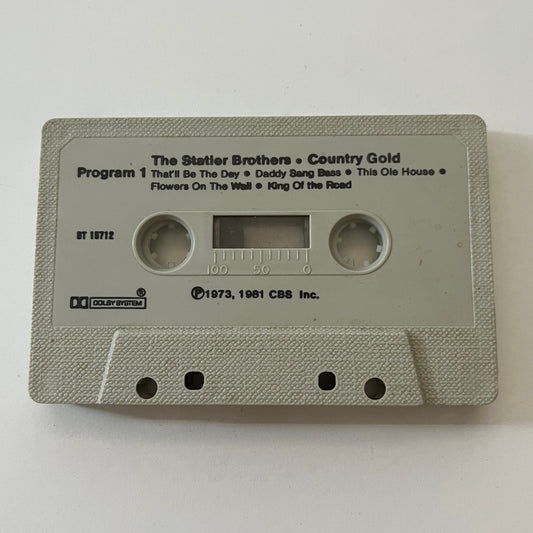 The Statler Brothers • Country Gold
Program 1 That'll Be The Day • Daddy Sang Bass • This Ole House •
Flowers On The Wall • King Of the Road
BT 15712
100 50 0
DOLBY SYSTEM
Ⓟ1973, 1981 CBS Inc.